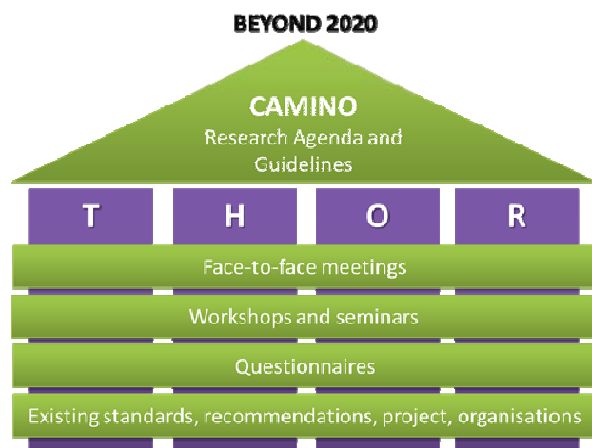 BEYOND 2020
CAMINO
Research Agenda and
Guidelines
T H O R
Face-to-face meetings
Workshops and seminars
Questionnaires
Existing standards, recommendations, project, organisations